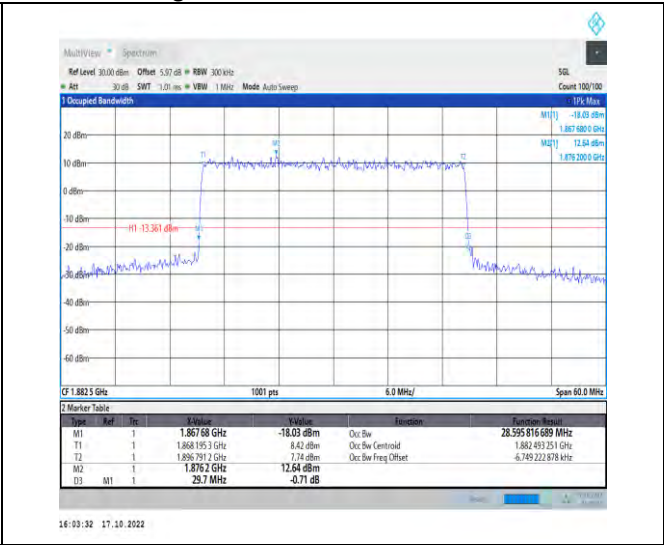 MultiView Spectrum
Ref Level 30.00 dBm Offset 5.97 dB RBW 300 kHz SGL
Att 30 dB SWT 1.01 ms VBW 1 MHz Mode Auto Sweep Count 100/100
1 Occupied Bandwidth 1Pk Max
M1[1] -18.03 dBm
1.867 680 0 GHz
20 dBm
M2[1] 12.64 dBm
1.876 200 0 GHz
M2
T1 T2
10 dBm
0 dBm
-10 dBm
H1 -13.361 dBm M1
-20 dBm D3
-30 dBm
-40 dBm
-50 dBm
-60 dBm
CF 1.882 5 GHz 1001 pts 6.0 MHz/ Span 60.0 MHz
2 Marker Table
Type Ref Trc X-Value Y-Value Function Function Result
M1 1 1.867 68 GHz -18.03 dBm Occ Bw 28.595 816 689 MHz
T1 1 1.868 195 3 GHz 8.42 dBm Occ Bw Centroid 1.882 493 251 GHz
T2 1 1.896 791 2 GHz 7.74 dBm Occ Bw Freq Offset -6.749 222 878 kHz
M2 1 1.876 2 GHz 12.64 dBm
D3 M1 1 29.7 MHz -0.71 dB
16:03:32 17.10.2022